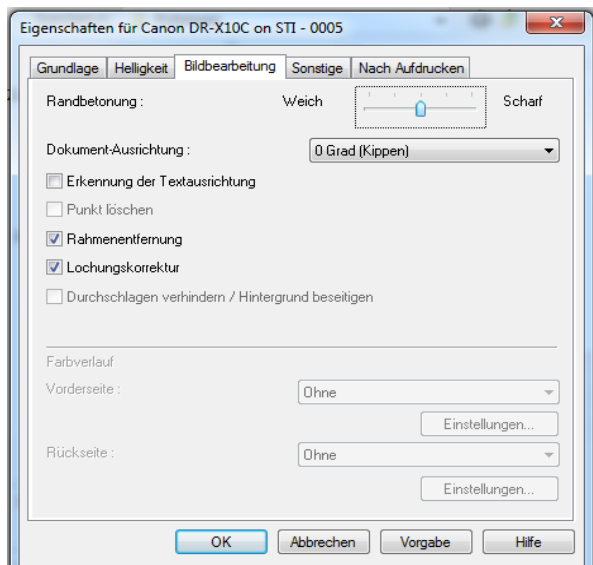 Eigenschaften für Canon DR-X10C on STI - 0005
Grundlage Helligkeit Bildbearbeitung Sonstige Nach Aufdrucken
Randbetonung : Weich Scharf
Dokument-Ausrichtung : 0 Grad (Kippen)
Erkennung der Textausrichtung
Punkt löschen
Rahmenentfernung
Lochungskorrektur
Durchschlagen verhindern / Hintergrund beseitigen
Farbverlauf
Vorderseite : Ohne
Einstellungen...
Rückseite : Ohne
Einstellungen...
OK Abbrechen Vorgabe Hilfe